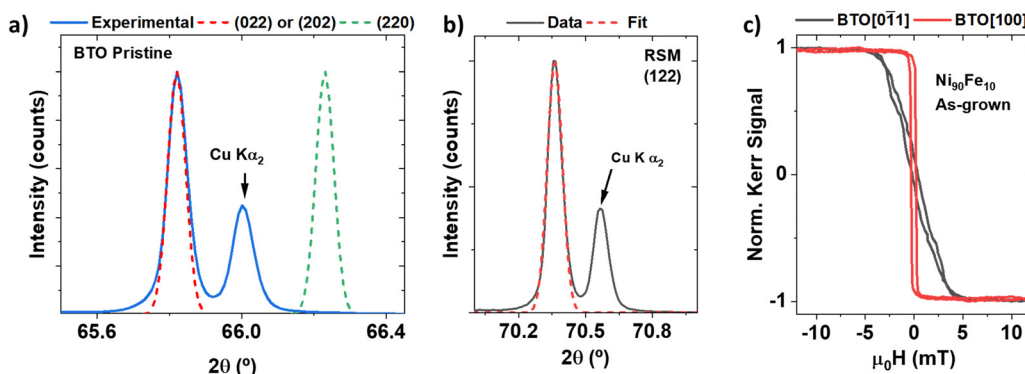 a)
Experimental (022) or (202) (220)
BTO Pristine
Cu Kα₂
Intensity (counts)
65.6 66.0 66.4
2θ (º)
b)
Data Fit
RSM
(122)
Cu K α₂
Intensity (counts)
70.2 70.5 70.8
2θ (º)
c)
BTO[01̅1] BTO[100]
Ni₉₀Fe₁₀
As-grown
Norm. Kerr Signal
1
0
-1
-10 -5 0 5 10
μ₀H (mT)